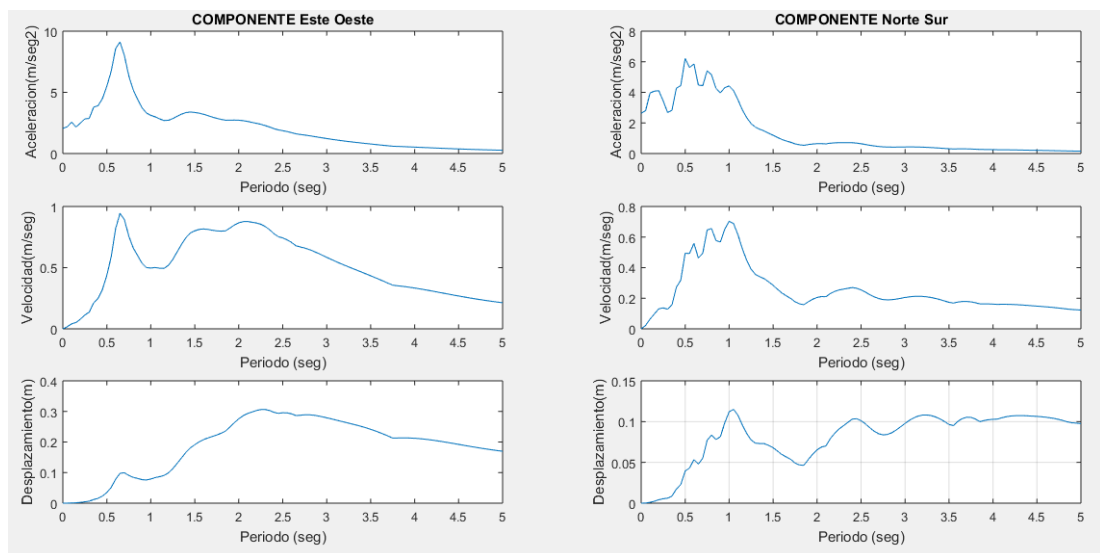 COMPONENTE Este Oeste
Aceleracion(m/seg2)
10
5
0
0 0.5 1 1.5 2 2.5 3 3.5 4 4.5 5
Periodo (seg)
Velocidad(m/seg)
1
0.5
0
0 0.5 1 1.5 2 2.5 3 3.5 4 4.5 5
Periodo (seg)
Desplazamiento(m)
0.4
0.3
0.2
0.1
0
0 0.5 1 1.5 2 2.5 3 3.5 4 4.5 5
Periodo (seg)
COMPONENTE Norte Sur
Aceleracion(m/seg2)
8
6
4
2
0
0 0.5 1 1.5 2 2.5 3 3.5 4 4.5 5
Periodo (seg)
Velocidad(m/seg)
0.8
0.6
0.4
0.2
0
0 0.5 1 1.5 2 2.5 3 3.5 4 4.5 5
Periodo (seg)
Desplazamiento(m)
0.15
0.1
0.05
0
0 0.5 1 1.5 2 2.5 3 3.5 4 4.5 5
Periodo (seg)